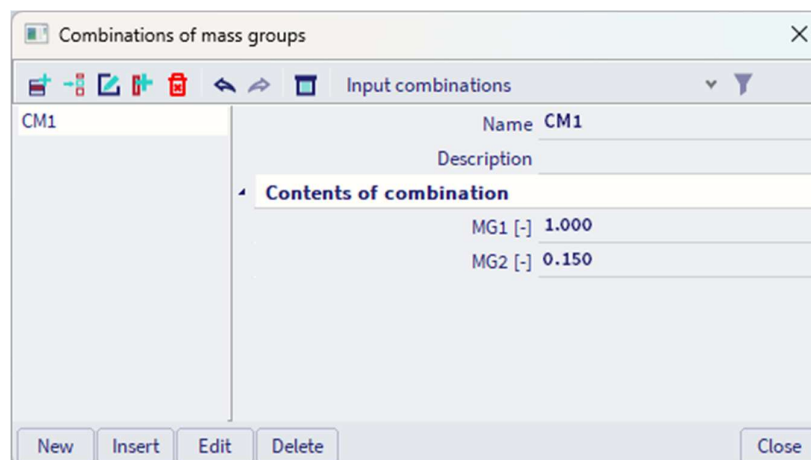 Combinations of mass groups
Input combinations
CM1
Name CM1
Description
Contents of combination
MG1 [-] 1.000
MG2 [-] 0.150
New Insert Edit Delete Close